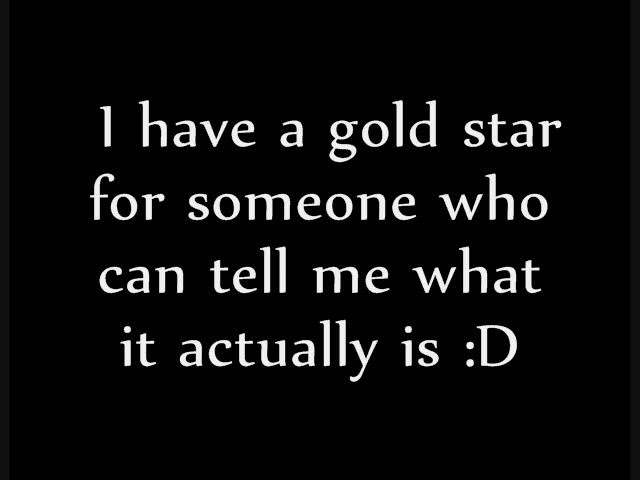 I have a gold star
for someone who
can tell me what
it actually is :D